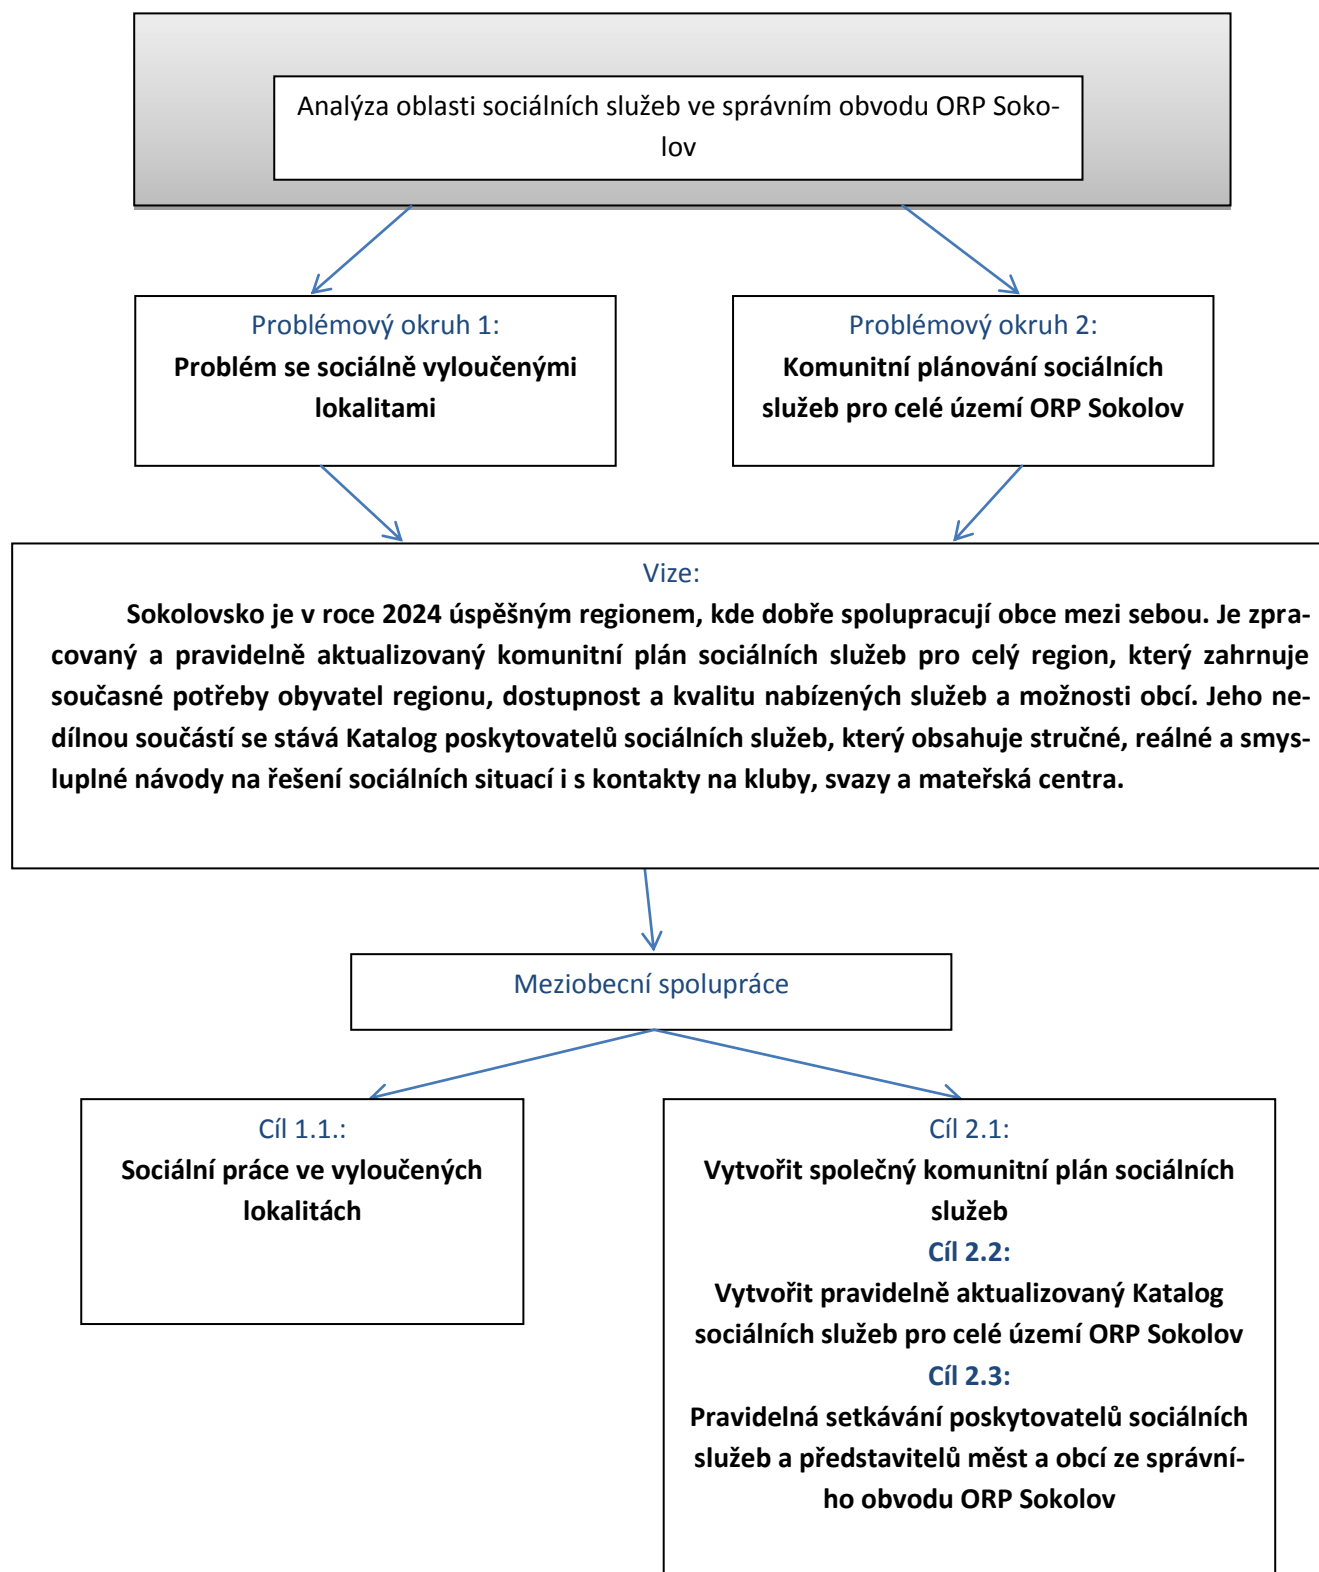 Analýza oblasti sociálních služeb ve správním obvodu ORP Soko-
lov
Problémový okruh 1:
Problém se sociálně vyloučenými
lokalitami
Problémový okruh 2:
Komunitní plánování sociálních
služeb pro celé území ORP Sokolov
Vize:
Sokolovsko je v roce 2024 úspěšným regionem, kde dobře spolupracují obce mezi sebou. Je zpra-
covaný a pravidelně aktualizovaný komunitní plán sociálních služeb pro celý region, který zahrnuje
současné potřeby obyvatel regionu, dostupnost a kvalitu nabízených služeb a možnosti obcí. Jeho ne-
dílnou součástí se stává Katalog poskytovatelů sociálních služeb, který obsahuje stručné, reálné a smys-
luplné návody na řešení sociálních situací i s kontakty na kluby, svazy a mateřská centra.
Meziobecní spolupráce
Cíl 1.1.:
Sociální práce ve vyloučených
lokalitách
Cíl 2.1:
Vytvořit společný komunitní plán sociálních
služeb
Cíl 2.2:
Vytvořit pravidelně aktualizovaný Katalog
sociálních služeb pro celé území ORP Sokolov
Cíl 2.3:
Pravidelná setkávání poskytovatelů sociálních
služeb a představitelů měst a obcí ze správní-
ho obvodu ORP Sokolov